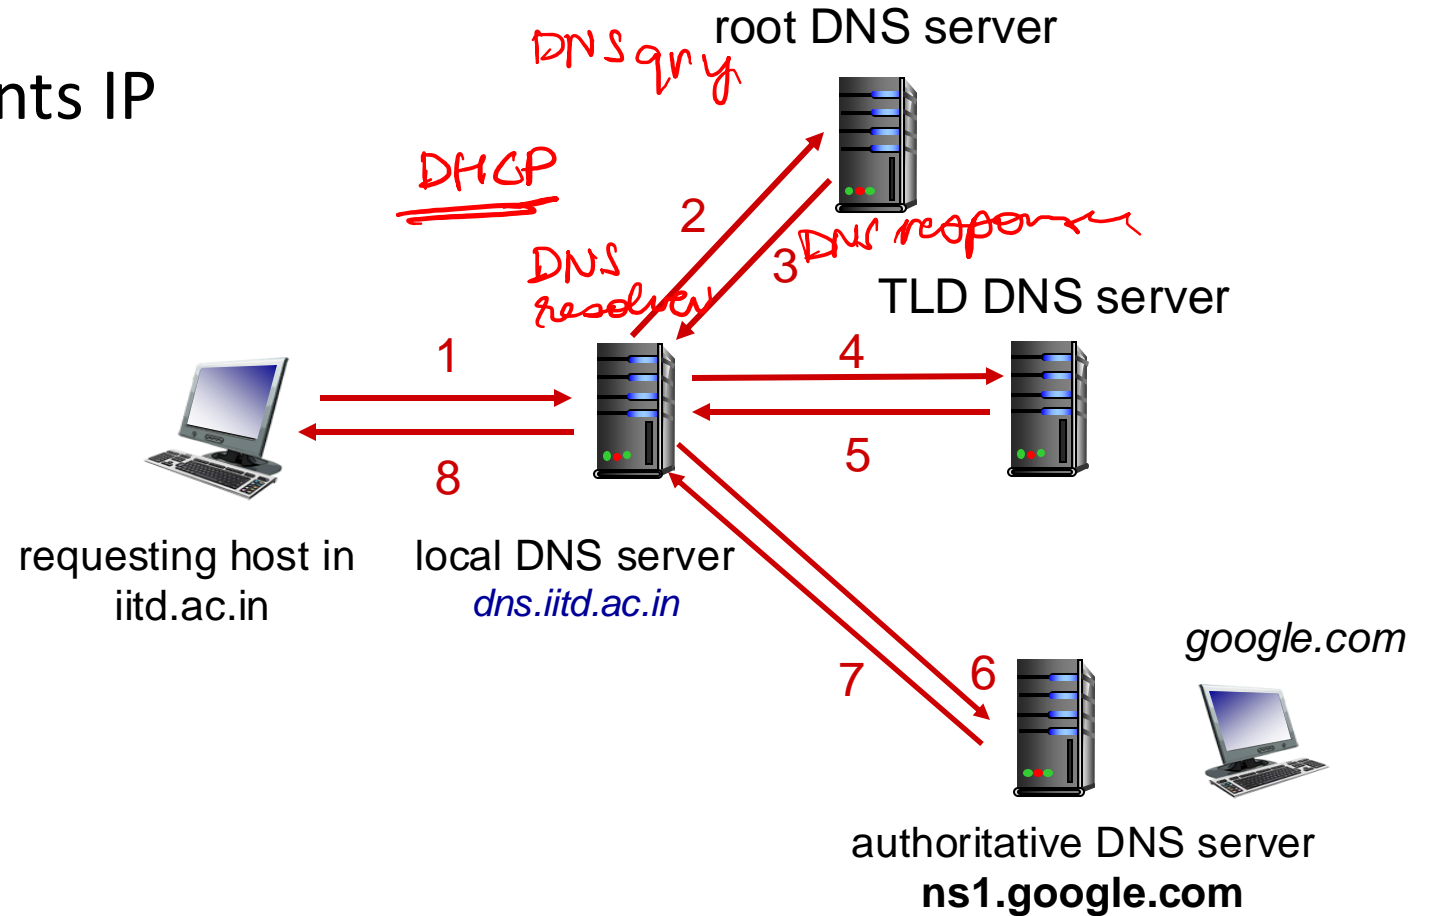 root DNS server
DNS qry
nts IP
DHCP
2
3
DNS response
DNS
resolver
TLD DNS server
1
4
5
8
requesting host in
iitd.ac.in
local DNS server
dns.iitd.ac.in
google.com
7
6
authoritative DNS server
ns1.google.com